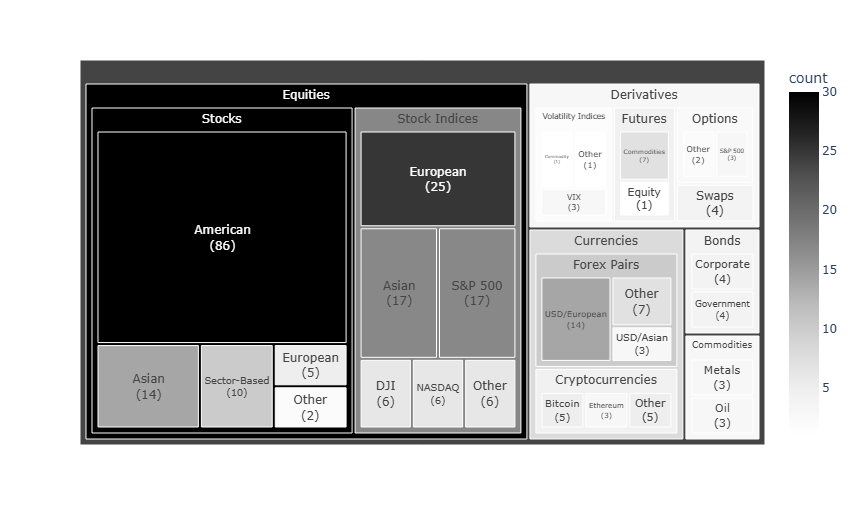 count
Equities
Stocks
American
(86)
Asian
(14)
Sector-Based
(10)
European
(5)
Other
(2)
Stock Indices
European
(25)
Asian
(17)
S&P 500
(17)
DJI
(6)
NASDAQ
(6)
Other
(6)
Derivatives
Volatility Indices
Commodity
(1)
Other
(1)
VIX
(3)
Futures
Commodities
(7)
Equity
(1)
Options
Other
(2)
S&P 500
(3)
Swaps
(4)
Currencies
Forex Pairs
USD/European
(14)
Other
(7)
USD/Asian
(3)
Cryptocurrencies
Bitcoin
(5)
Ethereum
(3)
Other
(5)
Bonds
Corporate
(4)
Government
(4)
Commodities
Metals
(3)
Oil
(3)
30
25
20
15
10
5